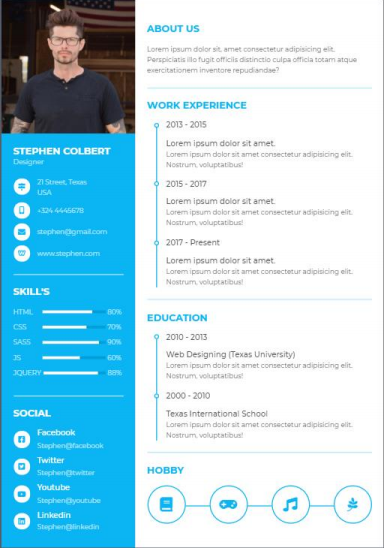 STEPHEN COLBERT
Designer
21 Street, Texas
USA
+324 4445678
stephen@gmail.com
www.stephen.com
SKILL'S
HTML 80%
CSS 70%
SASS 90%
JS 60%
JQUERY 88%
SOCIAL
Facebook
Stephen@facebook
Twitter
Stephen@twitter
Youtube
Stephen@youtube
Linkedin
Stephen@linkedin
ABOUT US
Lorem ipsum dolor sit, amet consectetur adipisicing elit.
Perspiciatis illo fugit officiis distinctio culpa officia totam atque
exercitationem inventore repudiandae?
WORK EXPERIENCE
2013 - 2015
Lorem ipsum dolor sit amet.
Lorem ipsum dolor sit amet consectetur adipisicing elit.
Nostrum, voluptatibus!
2015 - 2017
Lorem ipsum dolor sit amet.
Lorem ipsum dolor sit amet consectetur adipisicing elit.
Nostrum, voluptatibus!
2017 - Present
Lorem ipsum dolor sit amet.
Lorem ipsum dolor sit amet consectetur adipisicing elit.
Nostrum, voluptatibus!
EDUCATION
2010 - 2013
Web Designing (Texas University)
Lorem ipsum dolor sit amet consectetur adipisicing elit.
Nostrum, voluptatibus!
2000 - 2010
Texas International School
Lorem ipsum dolor sit amet consectetur adipisicing elit.
Nostrum, voluptatibus!
HOBBY